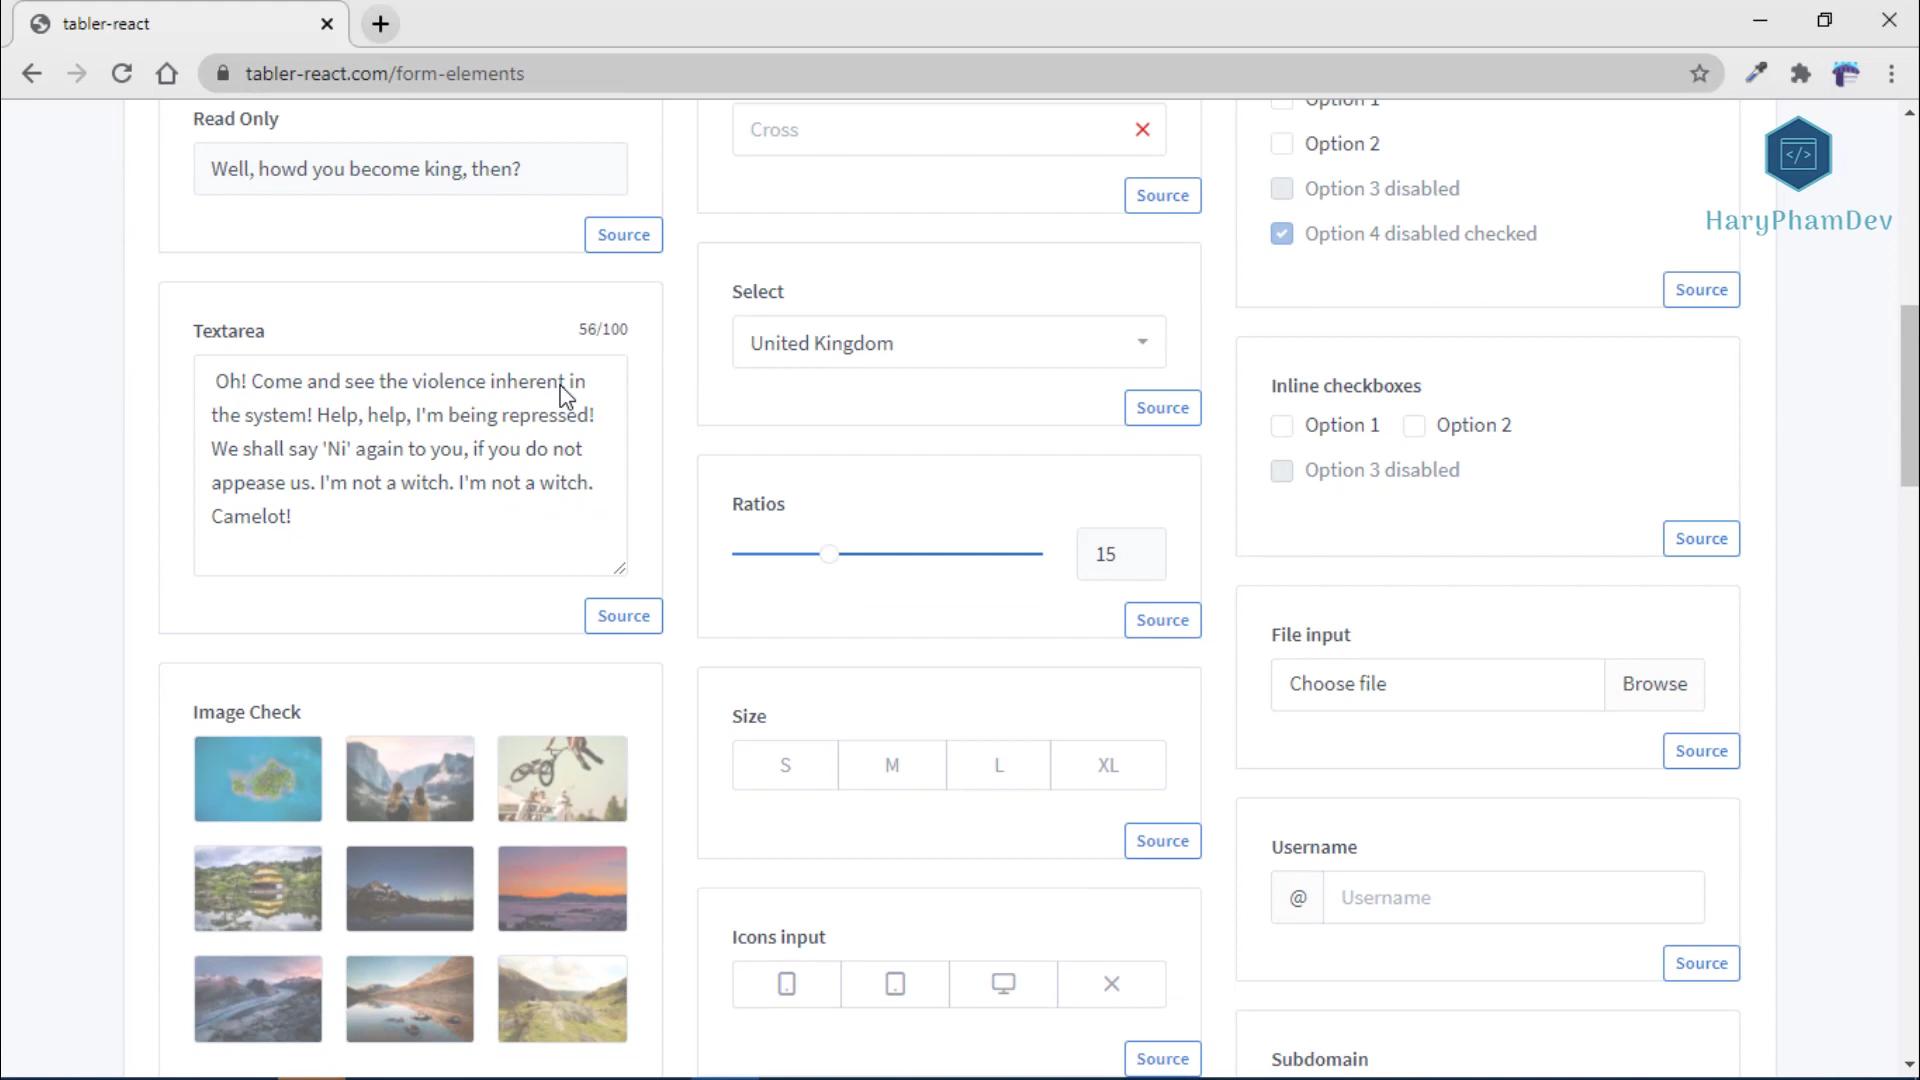 tabler-react
tabler-react.com/form-elements
Read Only
Well, howd you become king, then?
Source
Textarea
56/100
Oh! Come and see the violence inherent in
the system! Help, help, I'm being repressed!
We shall say 'Ni' again to you, if you do not
appease us. I'm not a witch. I'm not a witch.
Camelot!
Source
Image Check
Cross
Source
Select
United Kingdom
Source
Ratios
15
Source
Size
S
M
L
XL
Source
Icons input
Source
Option 1
Option 2
Option 3 disabled
Option 4 disabled checked
Source
Inline checkboxes
Option 1
Option 2
Option 3 disabled
Source
File input
Choose file
Browse
Source
Username
@
Username
Source
Subdomain
</>
HaryPhamDev